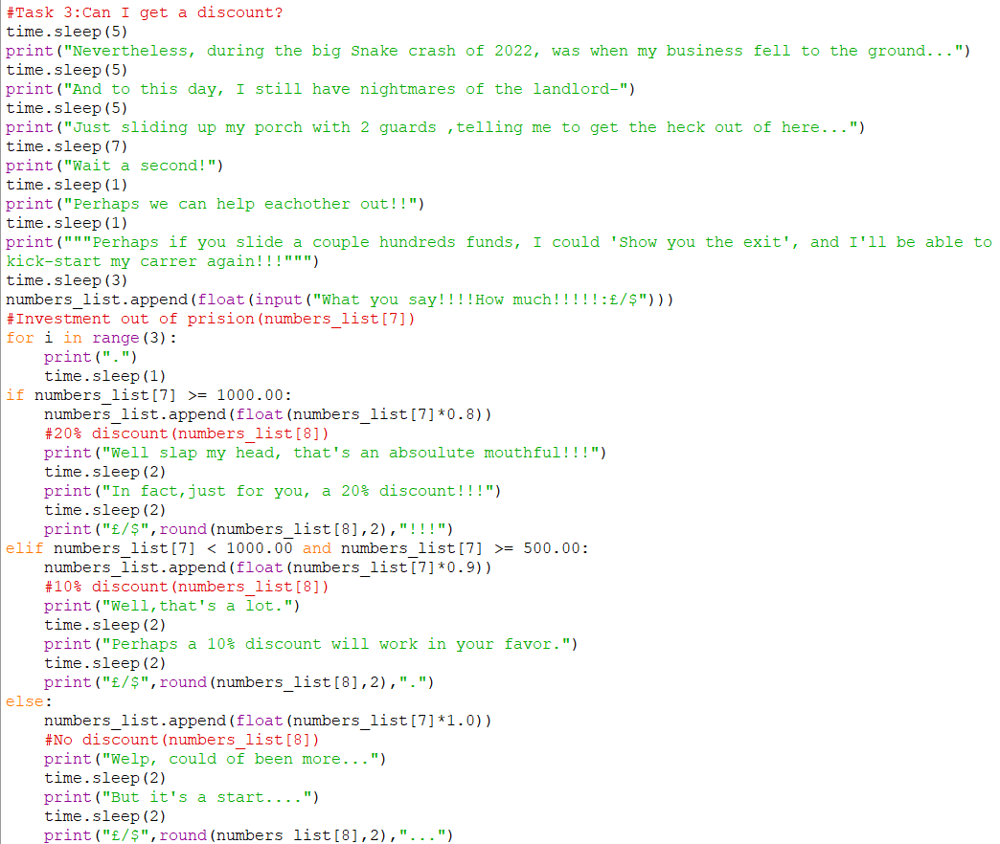 #Task 3:Can I get a discount?
time.sleep(5)
print("Nevertheless, during the big Snake crash of 2022, was when my business fell to the ground...")
time.sleep(5)
print("And to this day, I still have nightmares of the landlord-")
time.sleep(5)
print("Just sliding up my porch with 2 guards ,telling me to get the heck out of here...")
time.sleep(7)
print("Wait a second!")
time.sleep(1)
print("Perhaps we can help eachother out!!")
time.sleep(1)
print("""Perhaps if you slide a couple hundreds funds, I could 'Show you the exit', and I'll be able to
kick-start my carrer again!!!""")
time.sleep(3)
numbers_list.append(float(input("What you say!!!!How much!!!!!:£/$")))
#Investment out of prision(numbers_list[7])
for i in range(3):
    print(".")
    time.sleep(1)
if numbers_list[7] >= 1000.00:
    numbers_list.append(float(numbers_list[7]*0.8))
    #20% discount(numbers_list[8])
    print("Well slap my head, that's an absoulute mouthful!!!")
    time.sleep(2)
    print("In fact,just for you, a 20% discount!!!")
    time.sleep(2)
    print("£/$",round(numbers_list[8],2),"!!!")
elif numbers_list[7] < 1000.00 and numbers_list[7] >= 500.00:
    numbers_list.append(float(numbers_list[7]*0.9))
    #10% discount(numbers_list[8])
    print("Well,that's a lot.")
    time.sleep(2)
    print("Perhaps a 10% discount will work in your favor.")
    time.sleep(2)
    print("£/$",round(numbers_list[8],2),".")
else:
    numbers_list.append(float(numbers_list[7]*1.0))
    #No discount(numbers_list[8])
    print("Welp, could of been more...")
    time.sleep(2)
    print("But it's a start....")
    time.sleep(2)
    print("£/$",round(numbers_list[8],2),"...")